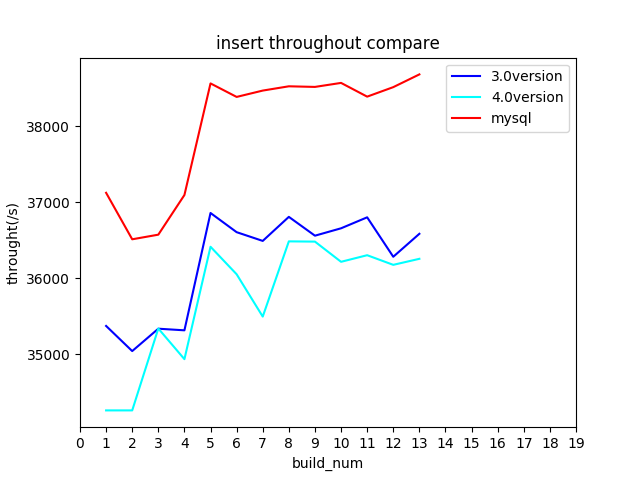 insert throughout compare
3.0version
4.0version
mysql
throught(/s)
38000
37000
36000
35000
0 1 2 3 4 5 6 7 8 9 10 11 12 13 14 15 16 17 18 19
build_num